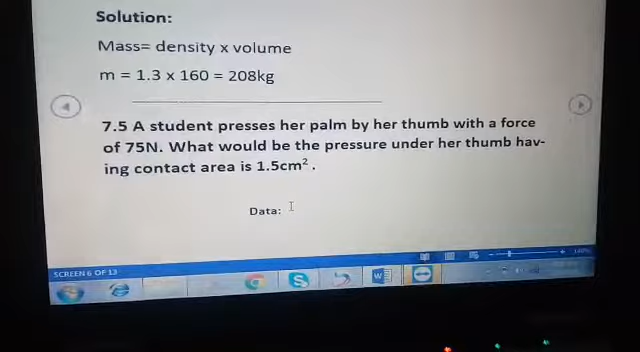 Solution:
Mass= density x volume
m = 1.3 x 160 = 208kg
7.5 A student presses her palm by her thumb with a force
of 75N. What would be the pressure under her thumb hav-
ing contact area is 1.5cm².
Data:
SCREEN 6 OF 13